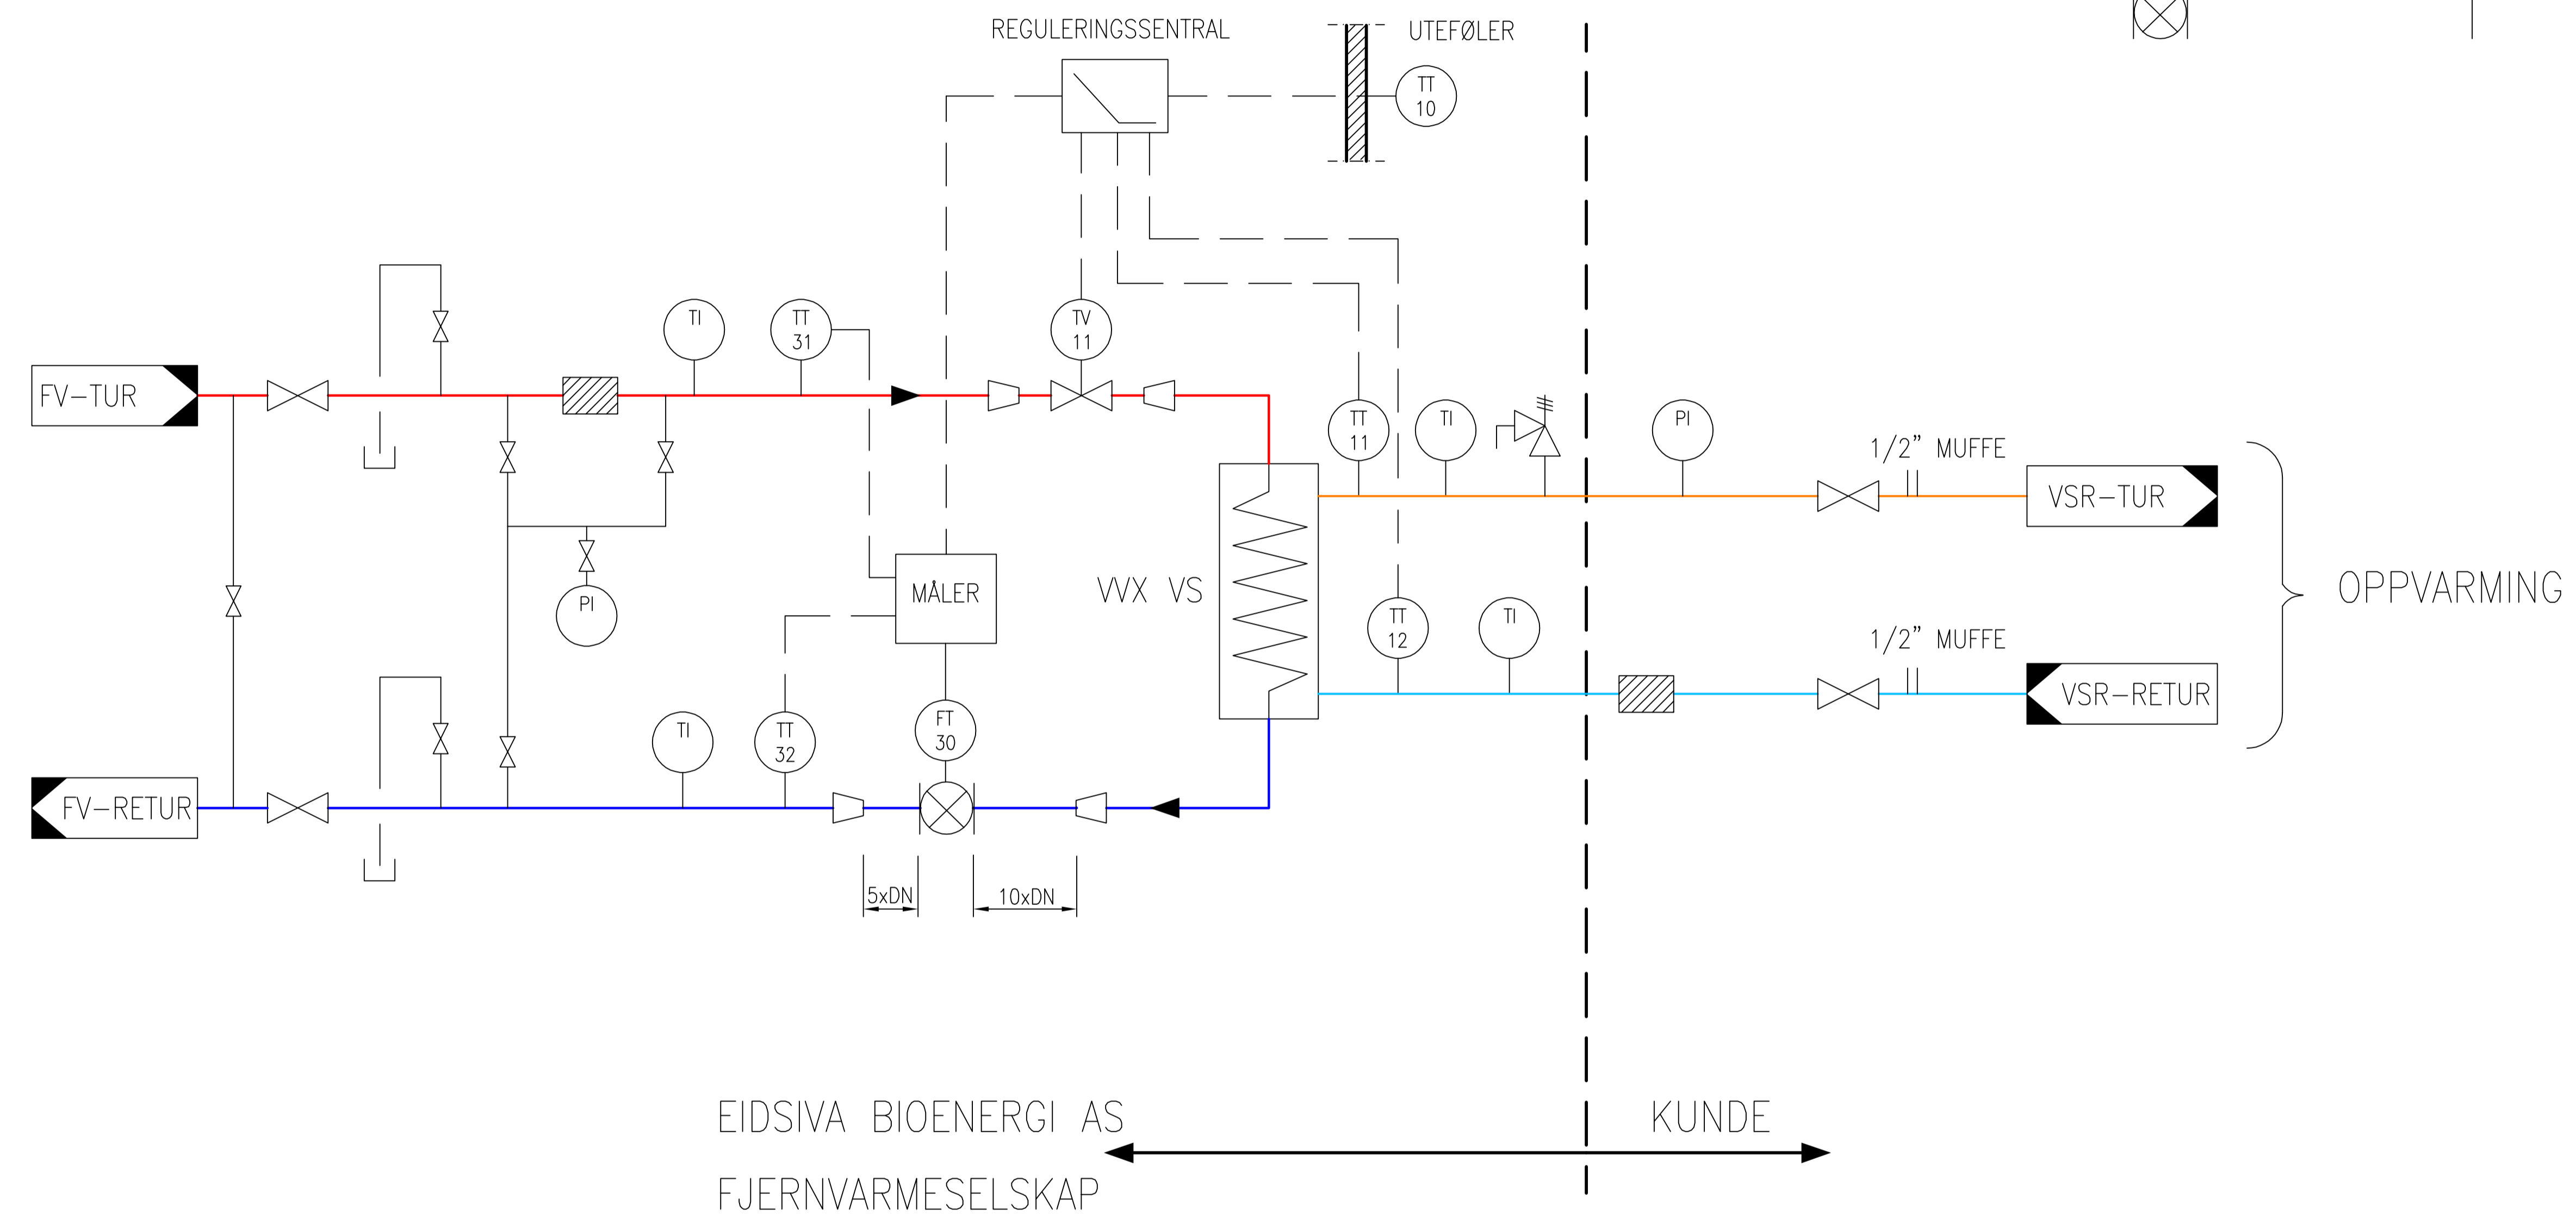 REGULERINGSSENTRAL
UTEFØLER
TT
10
TI
TT
31
TV
11
FV-TUR
TT
11
TI
PI
1/2" MUFFE
VSR-TUR
MÅLER
VVX VS
PI
OPPVARMING
TT
12
TI
1/2" MUFFE
VSR-RETUR
TI
TT
32
FT
30
FV-RETUR
5xDN
10xDN
EIDSIVA BIOENERGI AS
KUNDE
FJERNVARMESELSKAP